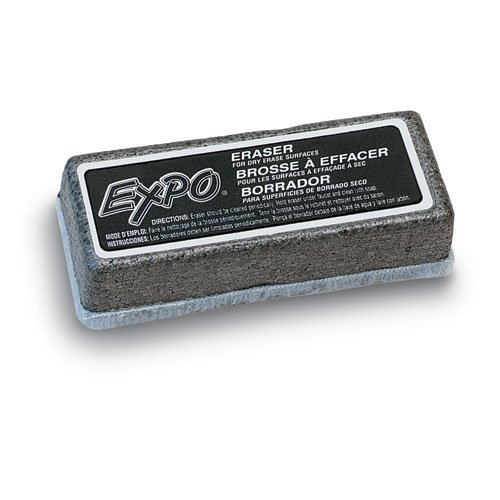 EXPO®
ERASER
FOR DRY ERASE SURFACES
BROSSE À EFFACER
POUR LES SURFACES À EFFAÇAGE À SEC
BORRADOR
PARA SUPERFICIES DE BORRADO SECO
DIRECTIONS: Eraser should be cleaned periodically. Hold eraser under faucet and clean with soap.
MODE D'EMPLOI: Faire le nettoyage de la brosse périodiquement. Tenir la brosse sous le robinet et nettoyer avec du savon.
INSTRUCCIONES: Los borradores deben ser limpiados periódicamente. Ponga el borrador debajo de la llave de agua y lave con jabón.